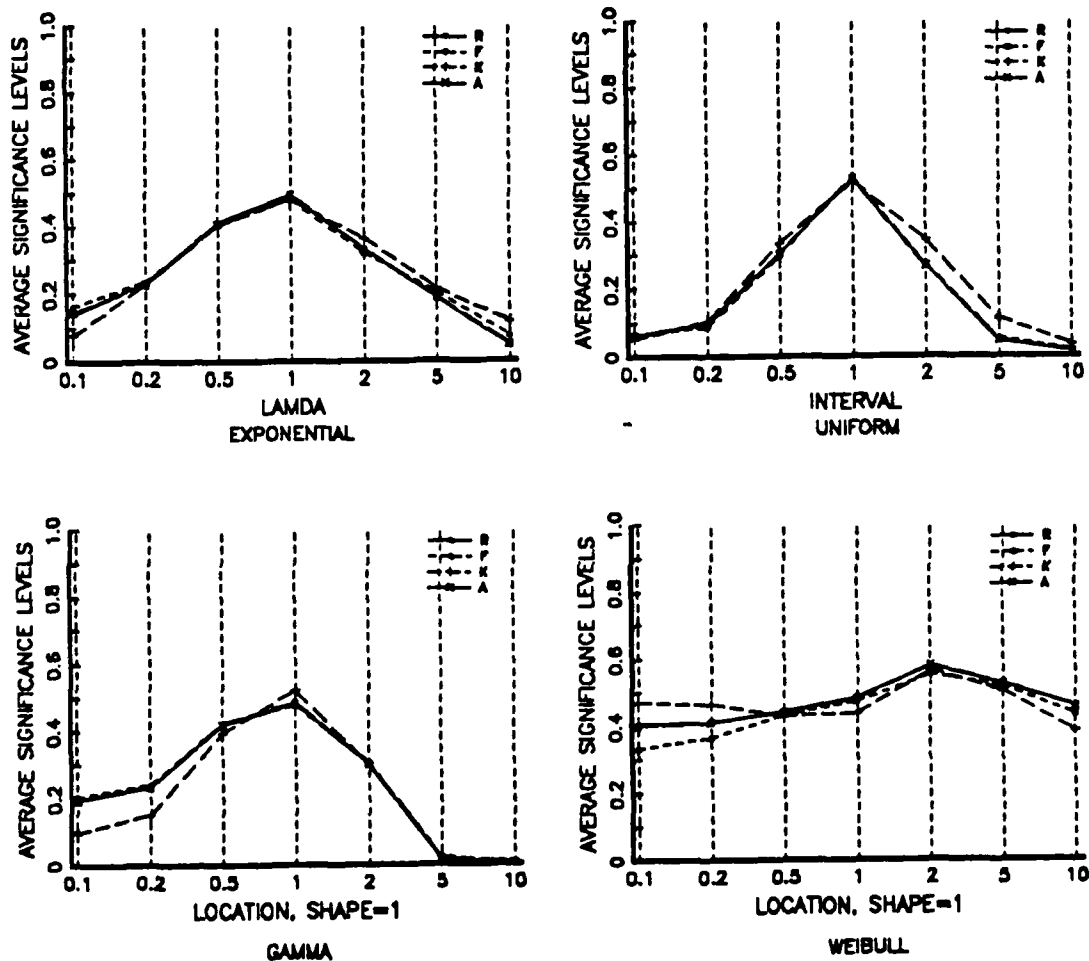 AVERAGE SIGNIFICANCE LEVELS
1.0
0.8
0.6
0.4
0.2
0
R
F
K
A
0.1 0.2 0.5 1 2 5 10
LAMDA
EXPONENTIAL
AVERAGE SIGNIFICANCE LEVELS
1.0
0.8
0.6
0.4
0.2
0
R
F
K
A
0.1 0.2 0.5 1 2 5 10
INTERVAL
UNIFORM
AVERAGE SIGNIFICANCE LEVELS
1.0
0.8
0.6
0.4
0.2
0
R
F
K
A
0.1 0.2 0.5 1 2 5 10
LOCATION, SHAPE=1
GAMMA
AVERAGE SIGNIFICANCE LEVELS
1.0
0.8
0.6
0.4
0.2
0
R
F
K
A
0.1 0.2 0.5 1 2 5 10
LOCATION, SHAPE=1
WEIBULL